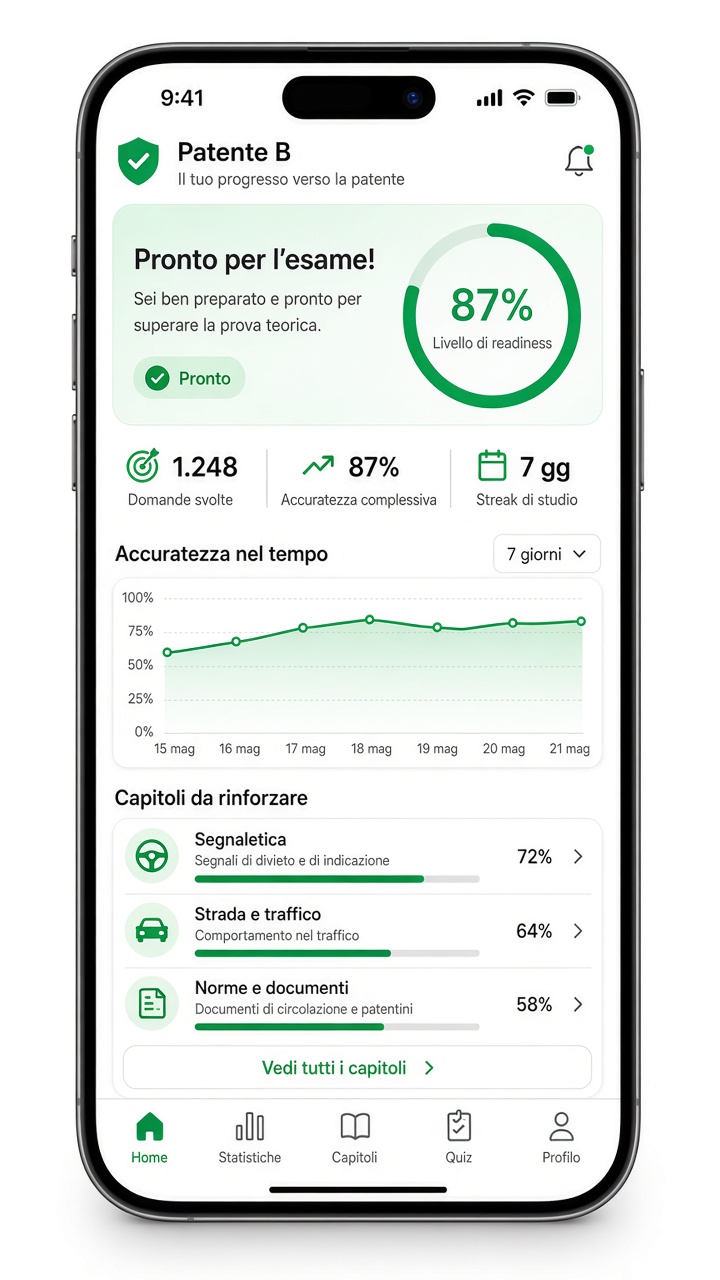 9:41
Patente B
Il tuo progresso verso la patente
Pronto per l'esame!
Sei ben preparato e pronto per
superare la prova teorica.
Pronto
87%
Livello di readiness
1.248
Domande svolte
87%
Accuratezza complessiva
7 gg
Streak di studio
Accuratezza nel tempo
7 giorni
100%
75%
50%
25%
0%
15 mag 16 mag 17 mag 18 mag 19 mag 20 mag 21 mag
Capitoli da rinforzare
Segnaletica
Segnali di divieto e di indicazione
72%
Strada e traffico
Comportamento nel traffico
64%
Norme e documenti
Documenti di circolazione e patentini
58%
Vedi tutti i capitoli
Home Statistiche Capitoli Quiz Profilo